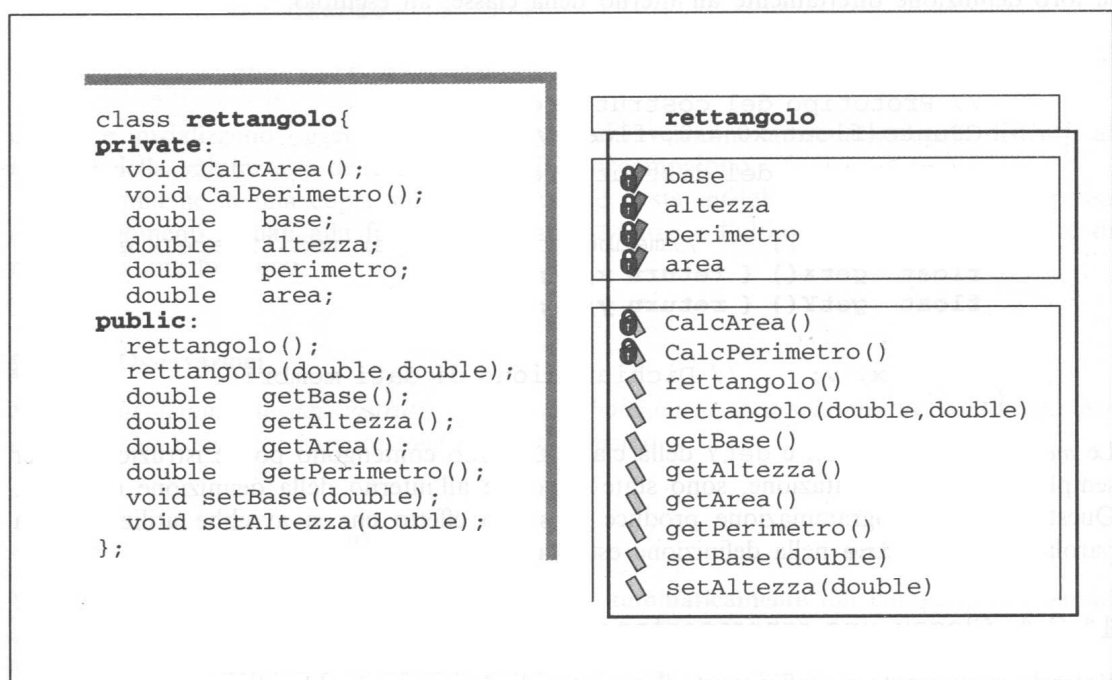 class rettangolo{
private:
void CalcArea();
void CalPerimetro();
double base;
double altezza;
double perimetro;
double area;
public:
rettangolo();
rettangolo(double,double);
double getBase();
double getAltezza();
double getArea();
double getPerimetro();
void setBase(double);
void setAltezza(double);
};
rettangolo
base
altezza
perimetro
area
CalcArea()
CalcPerimetro()
rettangolo()
rettangolo(double,double)
getBase()
getAltezza()
getArea()
getPerimetro()
setBase(double)
setAltezza(double)